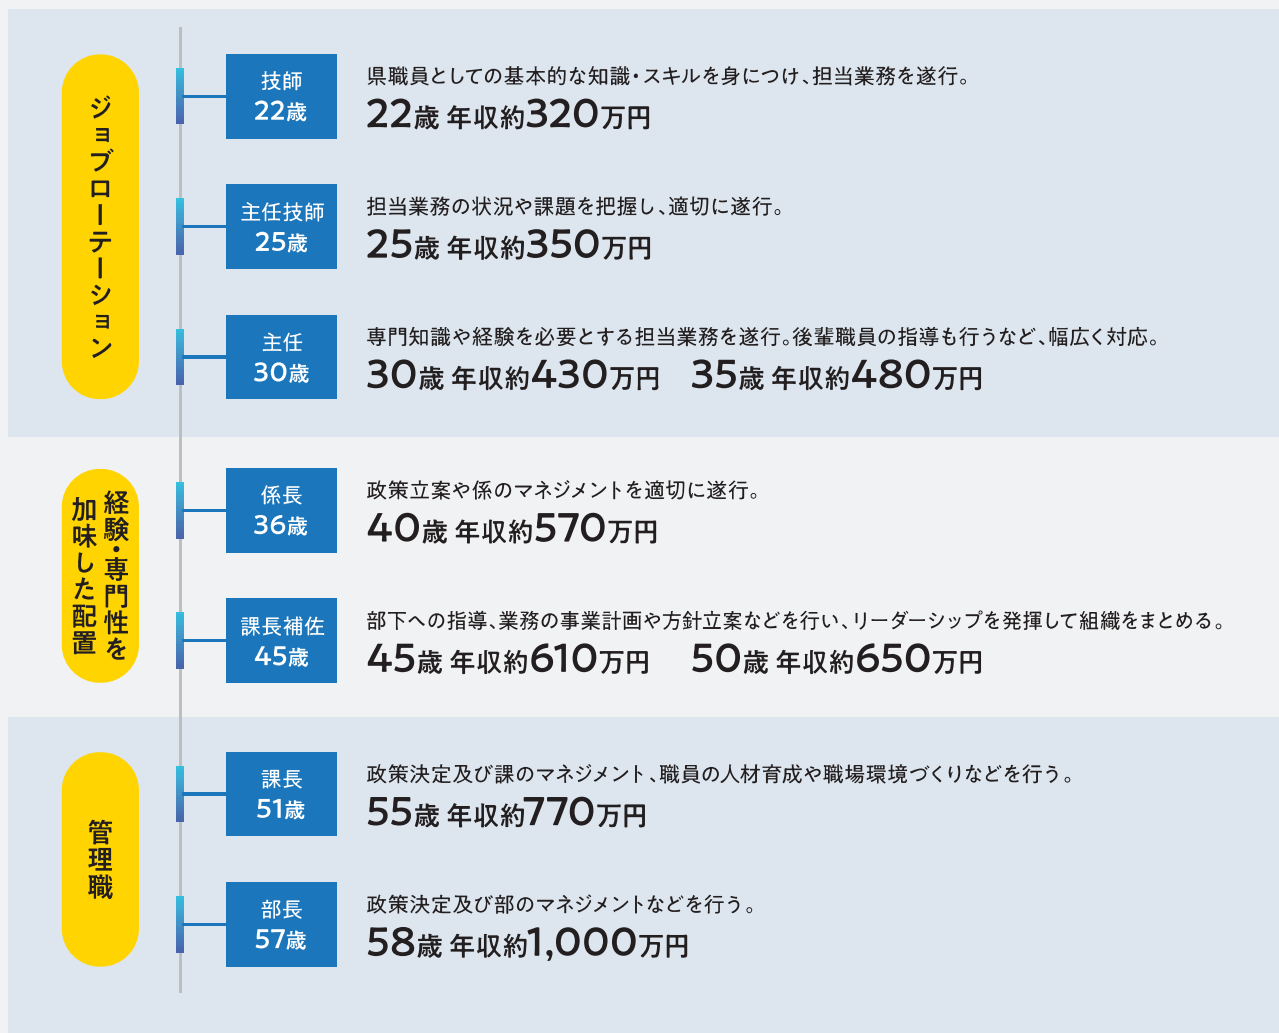 ジョブローテーション
技師
22歳
県職員としての基本的な知識・スキルを身につけ、担当業務を遂行。
22歳 年収約320万円
主任技師
25歳
担当業務の状況や課題を把握し、適切に遂行。
25歳 年収約350万円
主任
30歳
専門知識や経験を必要とする担当業務を遂行。後輩職員の指導も行うなど、幅広く対応。
30歳 年収約430万円 35歳 年収約480万円
経験・専門性を
加味した配置
係長
36歳
政策立案や係のマネジメントを適切に遂行。
40歳 年収約570万円
課長補佐
45歳
部下への指導、業務の事業計画や方針立案などを行い、リーダーシップを発揮して組織をまとめる。
45歳 年収約610万円 50歳 年収約650万円
管理職
課長
51歳
政策決定及び課のマネジメント、職員の人材育成や職場環境づくりなどを行う。
55歳 年収約770万円
部長
57歳
政策決定及び部のマネジメントなどを行う。
58歳 年収約1,000万円